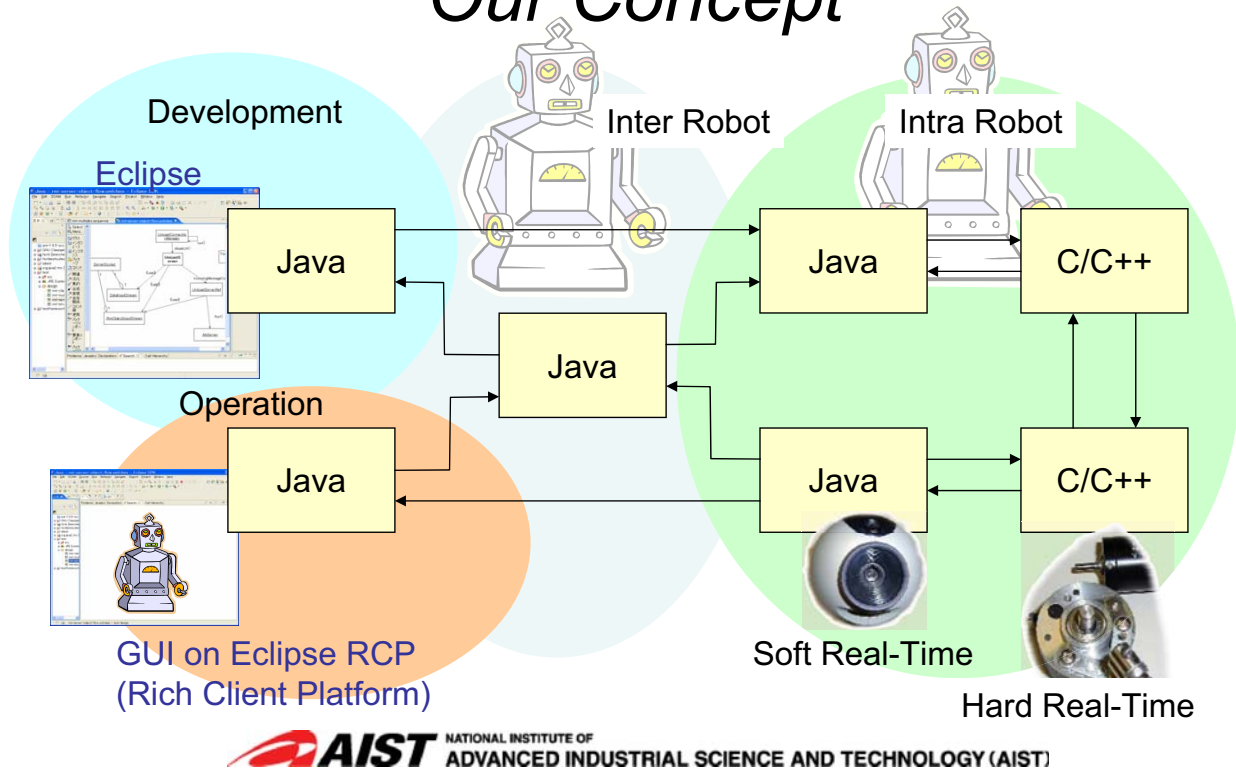 Our Concept
Development
Inter Robot
Intra Robot
Eclipse
Java
Java
C/C++
Java
Operation
Java
Java
C/C++
GUI on Eclipse RCP
(Rich Client Platform)
Soft Real-Time
Hard Real-Time
AIST NATIONAL INSTITUTE OF
ADVANCED INDUSTRIAL SCIENCE AND TECHNOLOGY (AIST)